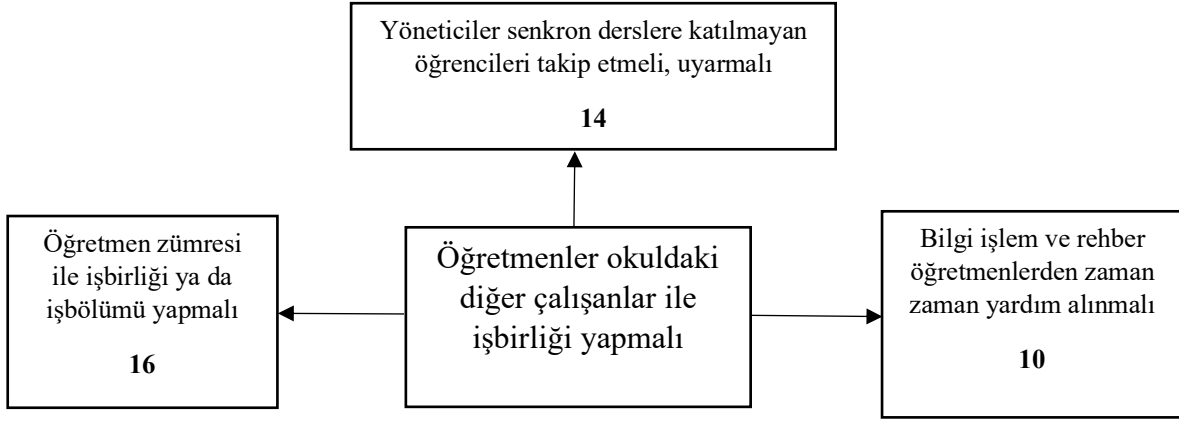 Yöneticiler senkron derslere katılmayan
öğrencileri takip etmeli, uyarmalı
14
Öğretmen zümresi
ile işbirliği ya da
işbölümü yapmalı
16
Öğretmenler okuldaki
diğer çalışanlar ile
işbirliği yapmalı
Bilgi işlem ve rehber
öğretmenlerden zaman
zaman yardım alınmalı
10